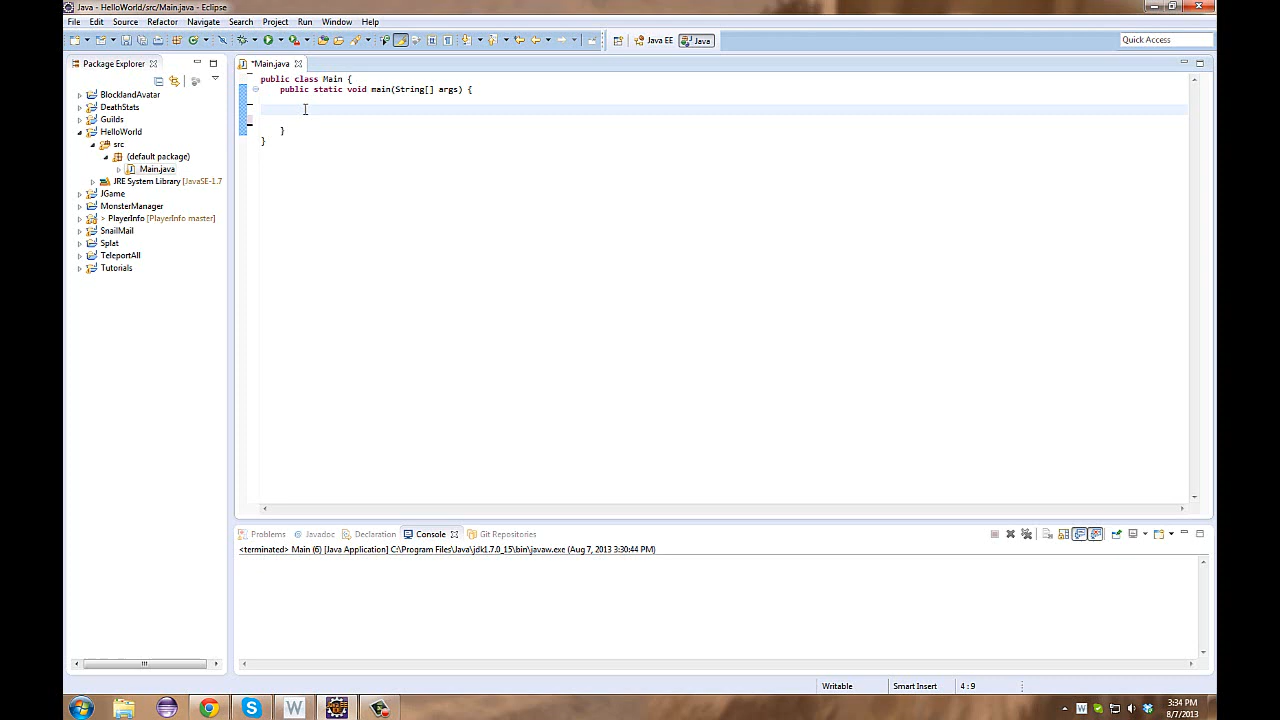 Java - HelloWorld/src/Main.java - Eclipse
File Edit Source Refactor Navigate Search Project Run Window Help
Java EE Java Quick Access
Package Explorer
*Main.java
BlocklandAvatar
DeathStats
Guilds
HelloWorld
src
(default package)
Main.java
JRE System Library [JavaSE-1.7
JGame
MonsterManager
> PlayerInfo [PlayerInfo master]
SnailMail
Splat
TeleportAll
Tutorials
public class Main {
public static void main(String[] args) {
}
}
Problems Javadoc Declaration Console Git Repositories
<terminated> Main (6) [Java Application] C:\Program Files\Java\jdk1.7.0_15\bin\javaw.exe (Aug 7, 2013 3:30:44 PM)
Writable Smart Insert 4 : 9
3:34 PM
8/7/2013